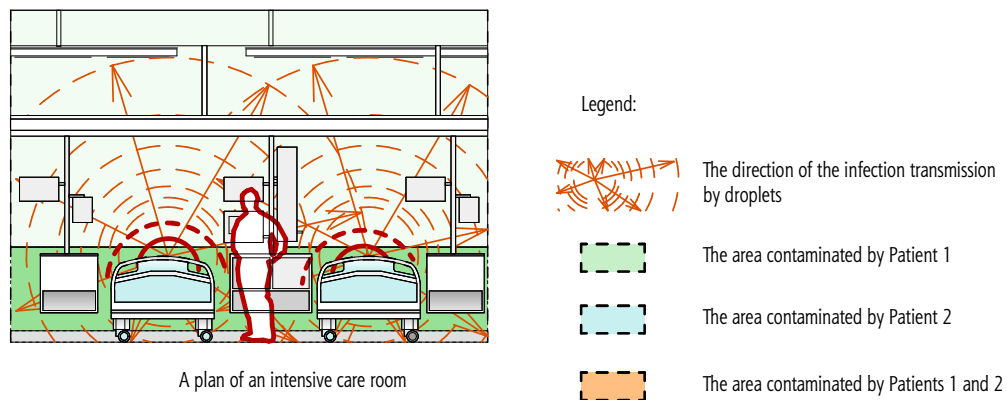 Legend:
The direction of the infection transmission
by droplets
The area contaminated by Patient 1
The area contaminated by Patient 2
The area contaminated by Patients 1 and 2
A plan of an intensive care room